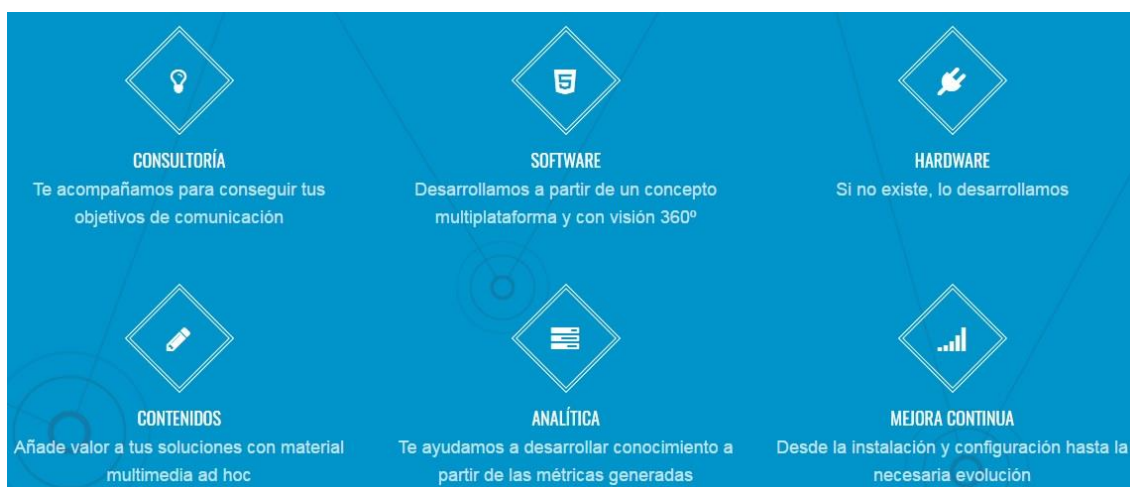 CONSULTORÍA
Te acompañamos para conseguir tus
objetivos de comunicación
SOFTWARE
Desarrollamos a partir de un concepto
multiplataforma y con visión 360º
HARDWARE
Si no existe, lo desarrollamos
CONTENIDOS
Añade valor a tus soluciones con material
multimedia ad hoc
ANALÍTICA
Te ayudamos a desarrollar conocimiento a
partir de las métricas generadas
MEJORA CONTINUA
Desde la instalación y configuración hasta la
necesaria evolución